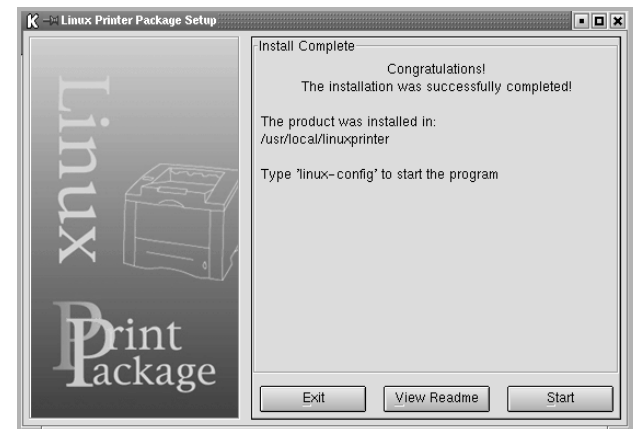 Linux Printer Package Setup
Linux
Print
Package
Install Complete
Congratulations!
The installation was successfully completed!
The product was installed in:
/usr/local/linuxprinter
Type 'linux-config' to start the program
Exit
View Readme
Start